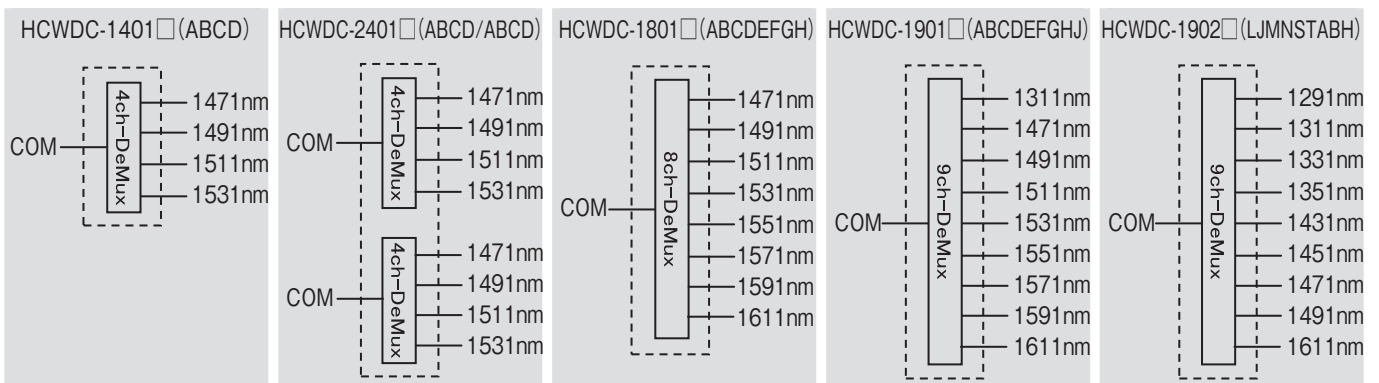 HCWDC-1401□(ABCD)
4ch-DeMux
COM
1471nm
1491nm
1511nm
1531nm
HCWDC-2401□(ABCD/ABCD)
4ch-DeMux
COM
1471nm
1491nm
1511nm
1531nm
4ch-DeMux
COM
1471nm
1491nm
1511nm
1531nm
HCWDC-1801□(ABCDEFGH)
8ch-DeMux
COM
1471nm
1491nm
1511nm
1531nm
1551nm
1571nm
1591nm
1611nm
HCWDC-1901□(ABCDEFGHJ)
9ch-DeMux
COM
1311nm
1471nm
1491nm
1511nm
1531nm
1551nm
1571nm
1591nm
1611nm
HCWDC-1902□(LJMNSTABH)
9ch-DeMux
COM
1291nm
1311nm
1331nm
1351nm
1431nm
1451nm
1471nm
1491nm
1611nm